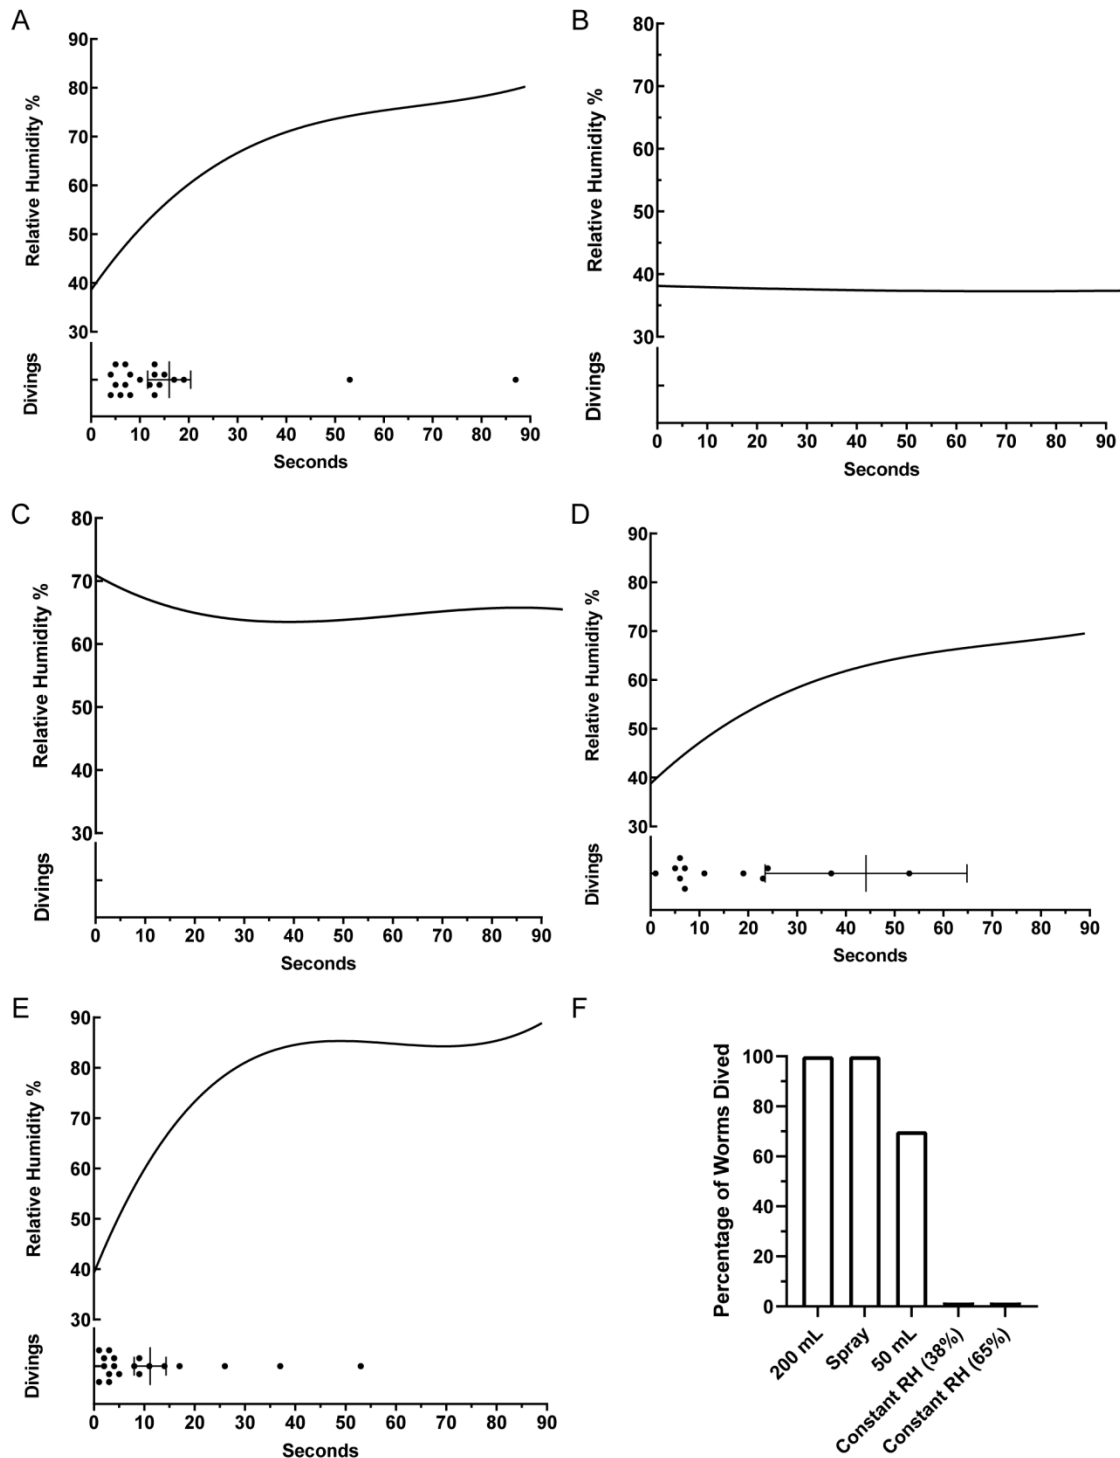 A
90
80
70
60
50
40
30
Relative Humidity %
Divings
0 10 20 30 40 50 60 70 80 90
Seconds
B
80
70
60
50
40
30
Relative Humidity %
Divings
0 10 20 30 40 50 60 70 80 90
Seconds
C
80
70
60
50
40
30
Relative Humidity %
Divings
0 10 20 30 40 50 60 70 80 90
Seconds
D
90
80
70
60
50
40
30
Relative Humidity %
Divings
0 10 20 30 40 50 60 70 80 90
Seconds
E
90
80
70
60
50
40
30
Relative Humidity %
Divings
0 10 20 30 40 50 60 70 80 90
Seconds
F
100
80
60
40
20
0
Percentage of Worms Dived
200 mL
Spray
50 mL
Constant RH (38%)
Constant RH (65%)